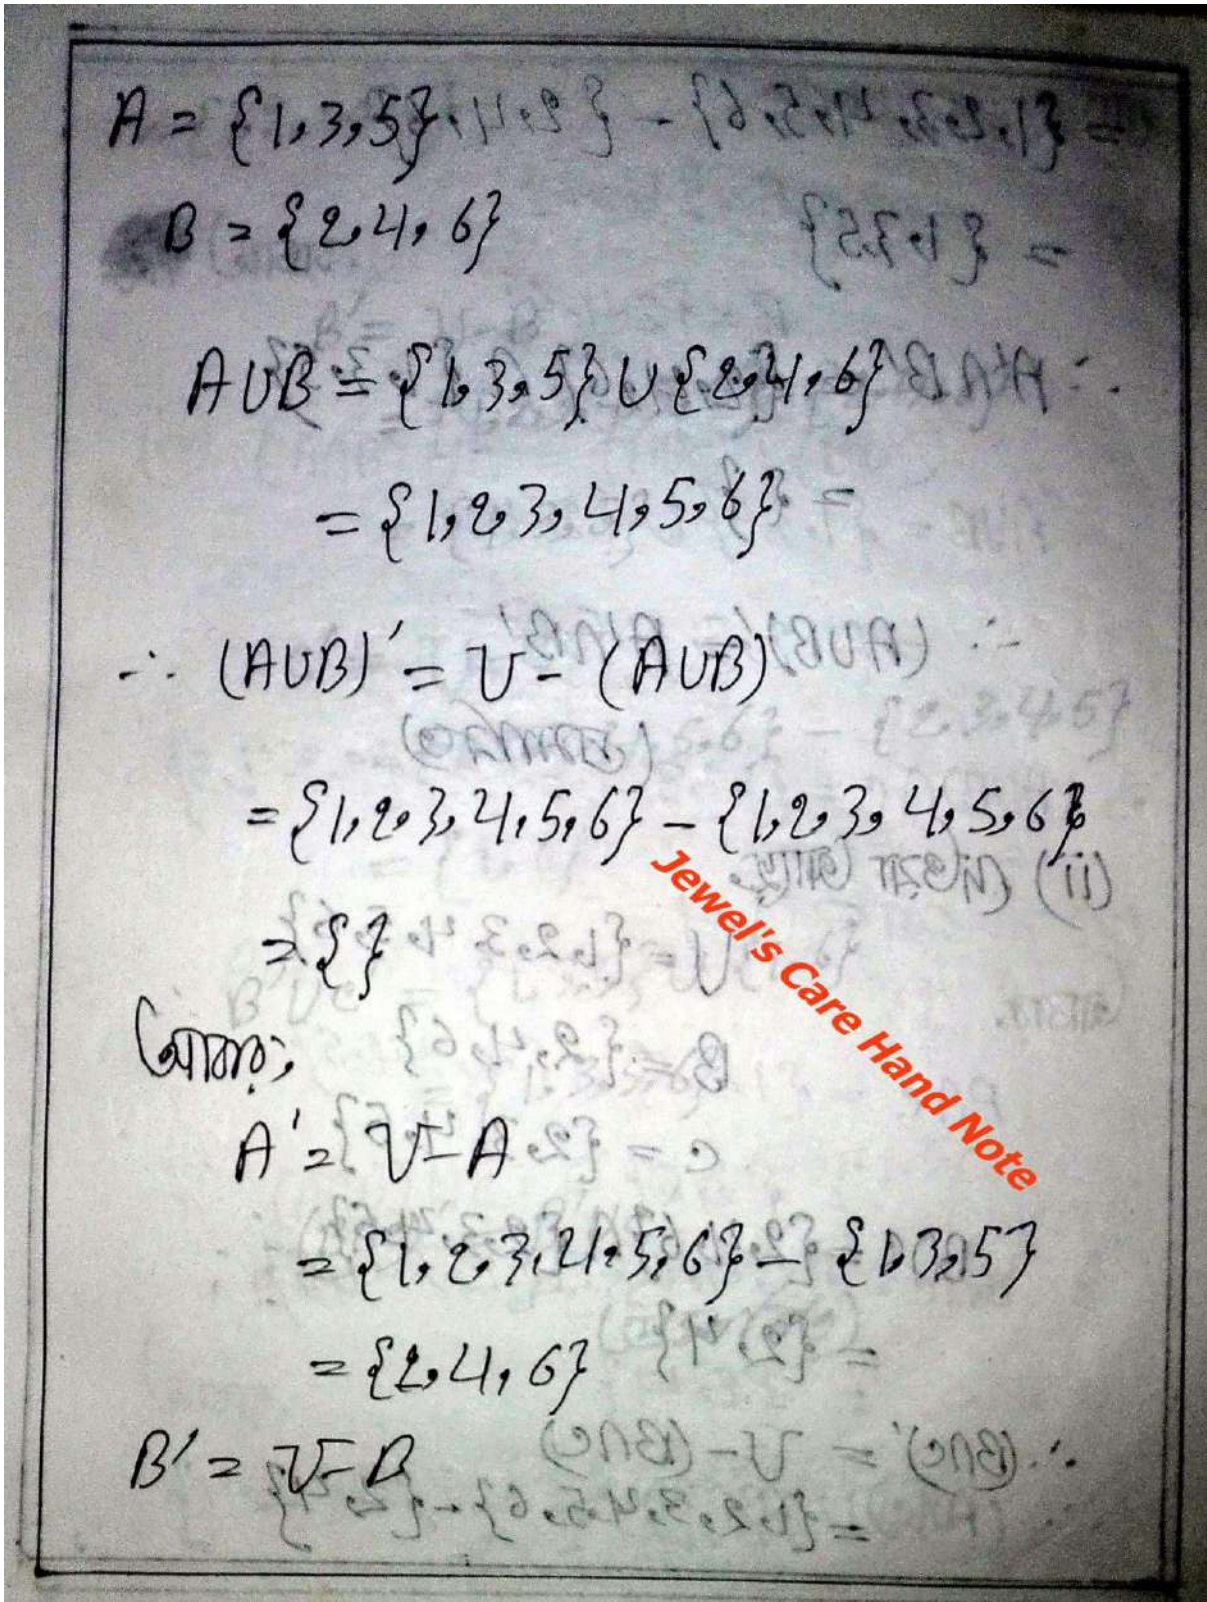 A = {1,3,5}
B = {2,4,6}
A∪B = {1,3,5} ∪ {2,4,6}
= {1,2,3,4,5,6}
∴ (A∪B)' = U - (A∪B)
= {1,2,3,4,5,6} - {1,2,3,4,5,6}
= { }
আবার,
A' = U - A
= {1,2,3,4,5,6} - {1,3,5}
= {2,4,6}
B' = U - B
Jewel's Care Hand Note